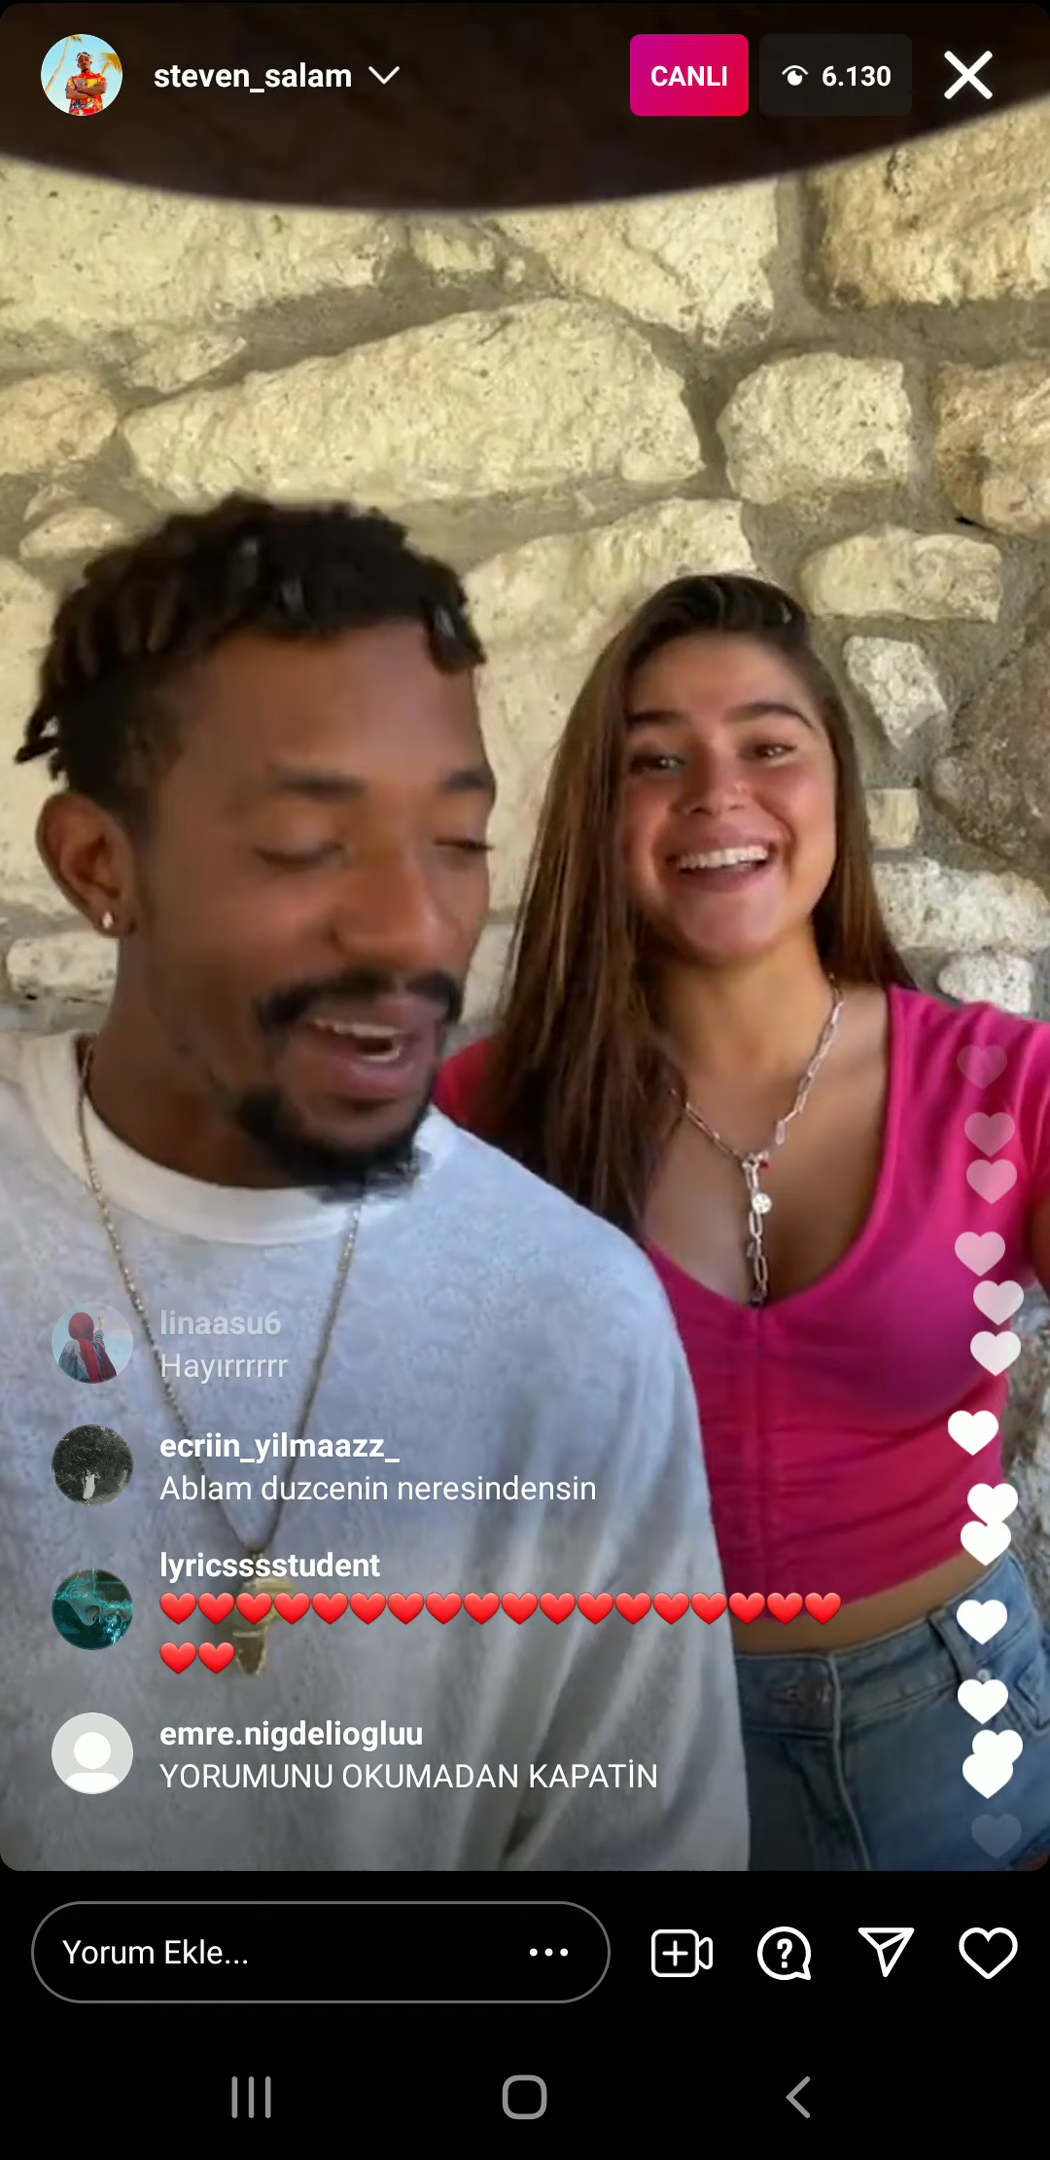 steven_salam
CANLI
6.130
linaasu6
Hayırrrrrr
ecriin_yilmaazz_
Ablam duzcenin neresindensin
lyricsssstudent
❤️❤️❤️❤️❤️❤️❤️❤️❤️❤️❤️❤️❤️❤️❤️❤️❤️❤️
❤️❤️
emre.nigdeliogluu
YORUMUNU OKUMADAN KAPATİN
Yorum Ekle...